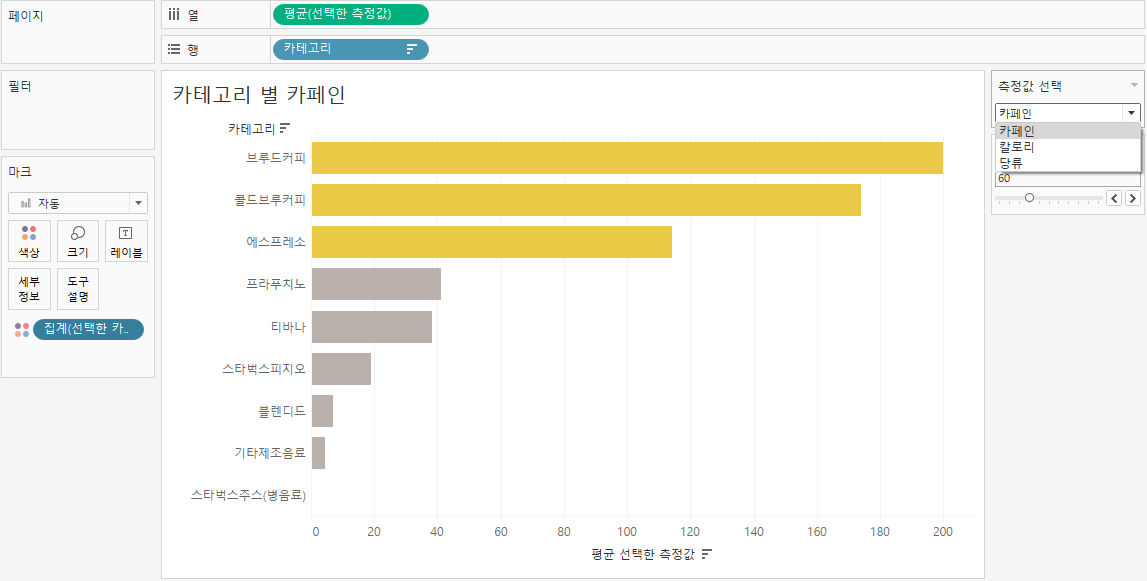 페이지
열
평균(선택한 측정값)
행
카테고리
필터
마크
자동
색상
크기
레이블
세부
정보
도구
설명
집계(선택한 카..
카테고리 별 카페인
카테고리
브루드커피
콜드브루커피
에스프레소
프라푸치노
티바나
스타벅스피지오
블렌디드
기타제조음료
스타벅스주스(병음료)
0 20 40 60 80 100 120 140 160 180 200
평균 선택한 측정값
측정값 선택
카페인
카페인
칼로리
당류
60